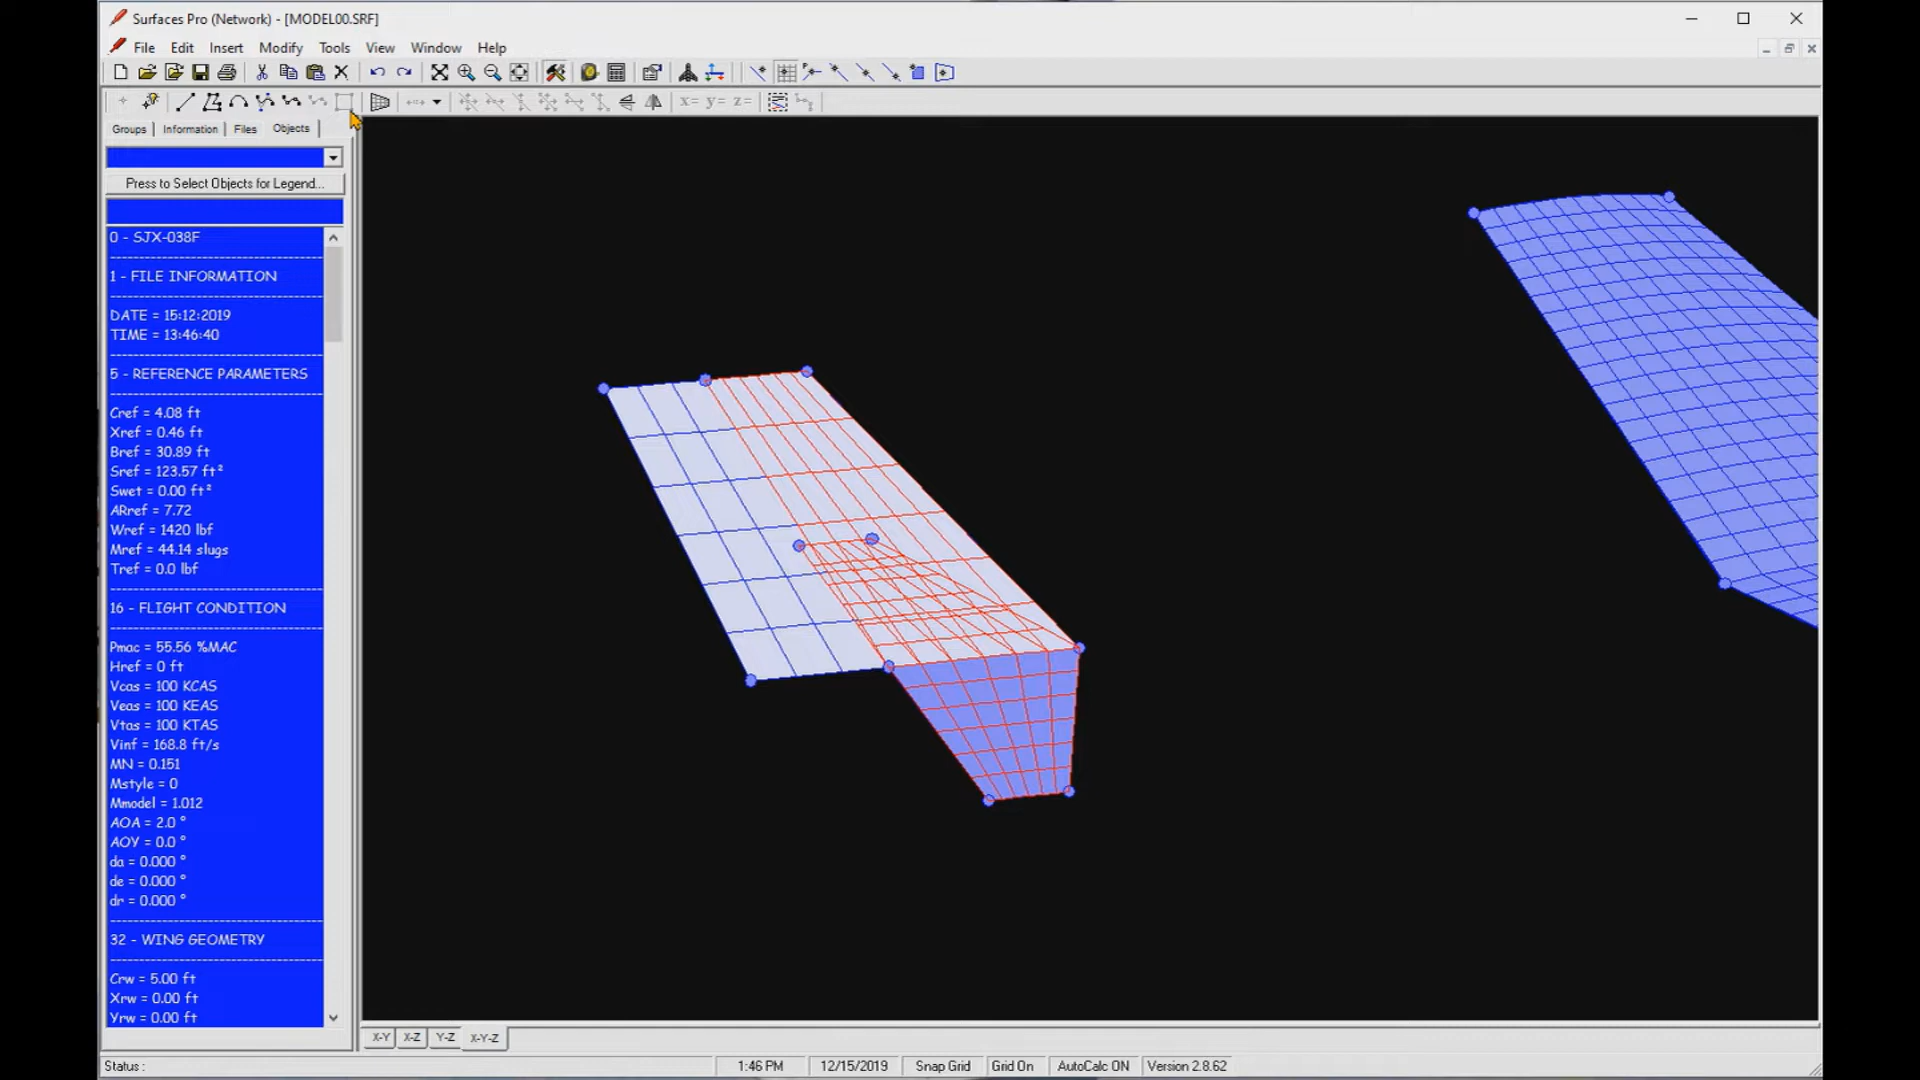 Surfaces Pro (Network) - [MODEL00.SRF]
File Edit Insert Modify Tools View Window Help
x= y= z=
Groups Information Files Objects
Press to Select Objects for Legend...
0 - SJX-038F
1 - FILE INFORMATION
DATE = 15:12:2019
TIME = 13:46:40
5 - REFERENCE PARAMETERS
Cref = 4.08 ft
Xref = 0.46 ft
Bref = 30.89 ft
Sref = 123.57 ft²
Swet = 0.00 ft²
ARref = 7.72
Wref = 1420 lbf
Mref = 44.14 slugs
Tref = 0.0 lbf
16 - FLIGHT CONDITION
Pmac = 55.56 %MAC
Href = 0 ft
Vcas = 100 KCAS
Veas = 100 KEAS
Vtas = 100 KTAS
Vinf = 168.8 ft/s
MN = 0.151
Mstyle = 0
Mmodel = 1.012
AOA = 2.0 °
AOY = 0.0 °
da = 0.000 °
de = 0.000 °
dr = 0.000 °
32 - WING GEOMETRY
Crw = 5.00 ft
Xrw = 0.00 ft
Yrw = 0.00 ft
X-Y X-Z Y-Z X-Y-Z
Status : 1:46 PM 12/15/2019 Snap Grid Grid On AutoCalc ON Version 2.8.62